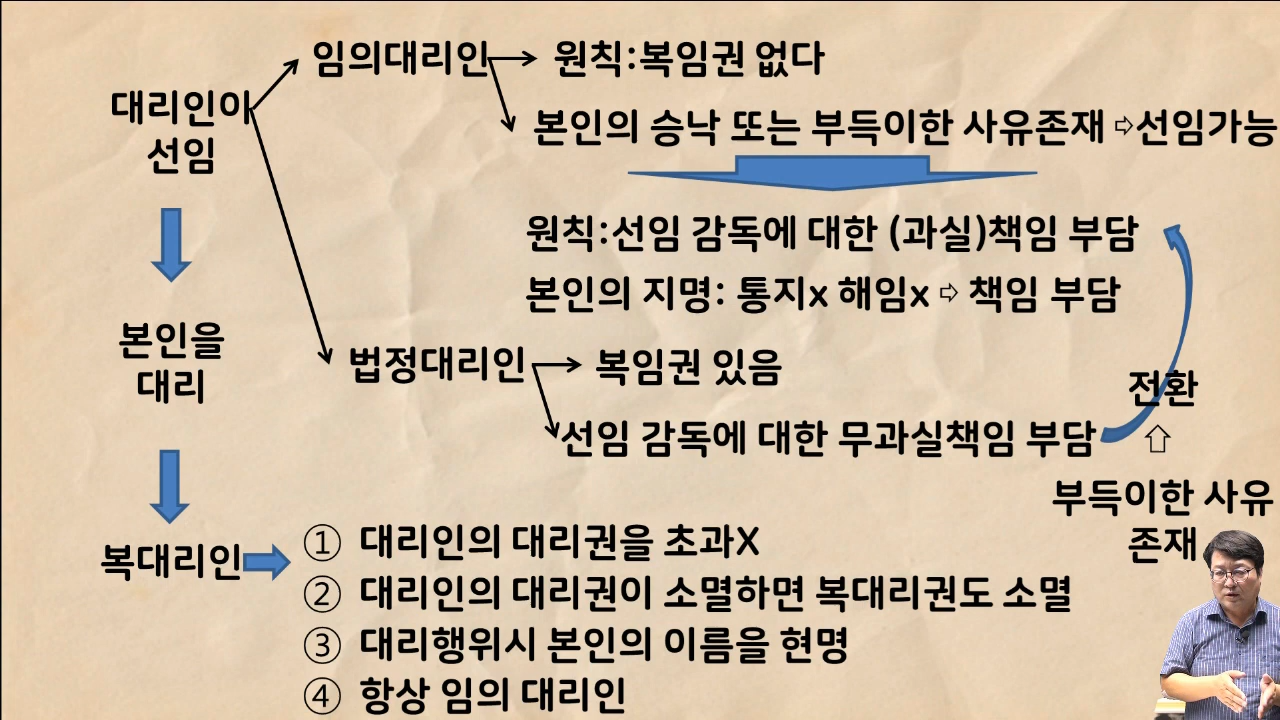 대리인이
선임
임의대리인 → 원칙:복임권 없다
본인의 승낙 또는 부득이한 사유존재 ⇨선임가능
원칙:선임 감독에 대한 (과실)책임 부담
본인의 지명: 통지x 해임x ⇨ 책임 부담
본인을
대리
법정대리인 → 복임권 있음
선임 감독에 대한 무과실책임 부담
전환
⇧
부득이한 사유
존재
복대리인
① 대리인의 대리권을 초과X
② 대리인의 대리권이 소멸하면 복대리권도 소멸
③ 대리행위시 본인의 이름을 현명
④ 항상 임의 대리인